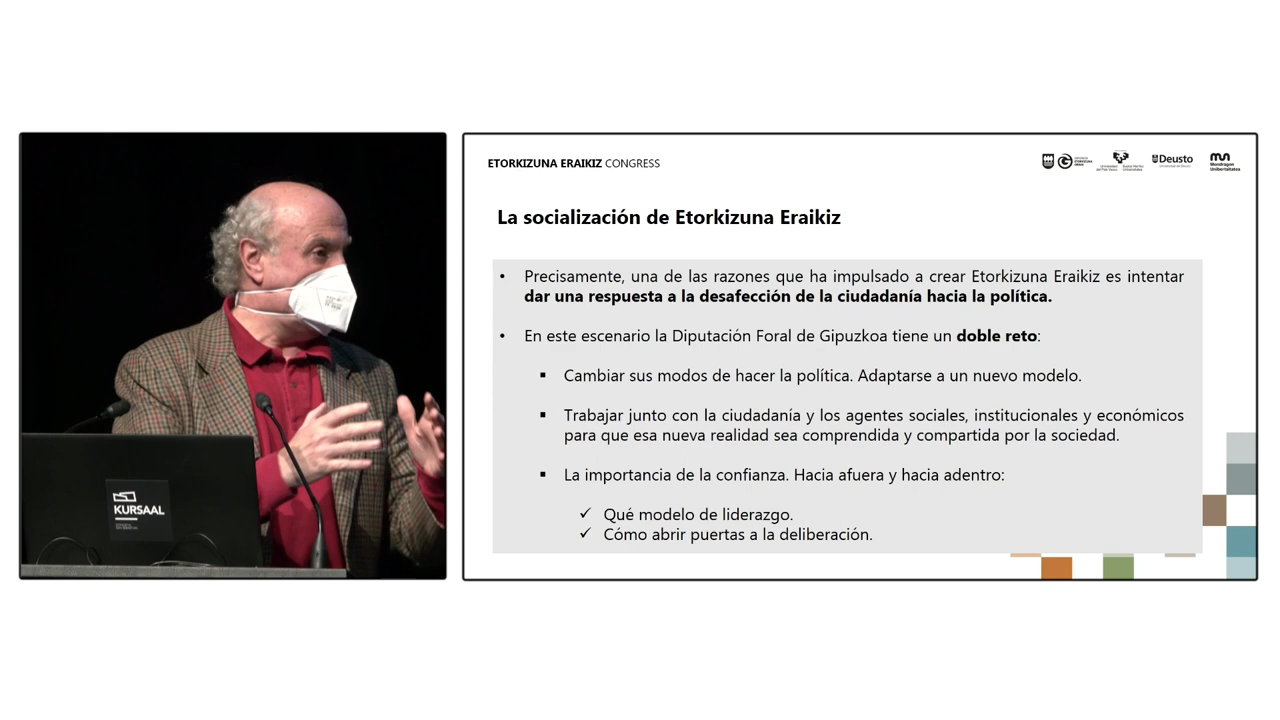 ETORKIZUNA ERAIKIZ CONGRESS
Deusto
Mondragon
Unibertsitatea
La socialización de Etorkizuna Eraikiz
• Precisamente, una de las razones que ha impulsado a crear Etorkizuna Eraikiz es intentar
dar una respuesta a la desafección de la ciudadanía hacia la política.
• En este escenario la Diputación Foral de Gipuzkoa tiene un doble reto:
▪ Cambiar sus modos de hacer la política. Adaptarse a un nuevo modelo.
▪ Trabajar junto con la ciudadanía y los agentes sociales, institucionales y económicos
para que esa nueva realidad sea comprendida y compartida por la sociedad.
▪ La importancia de la confianza. Hacia afuera y hacia adentro:
✓ Qué modelo de liderazgo.
✓ Cómo abrir puertas a la deliberación.
KURSAAL